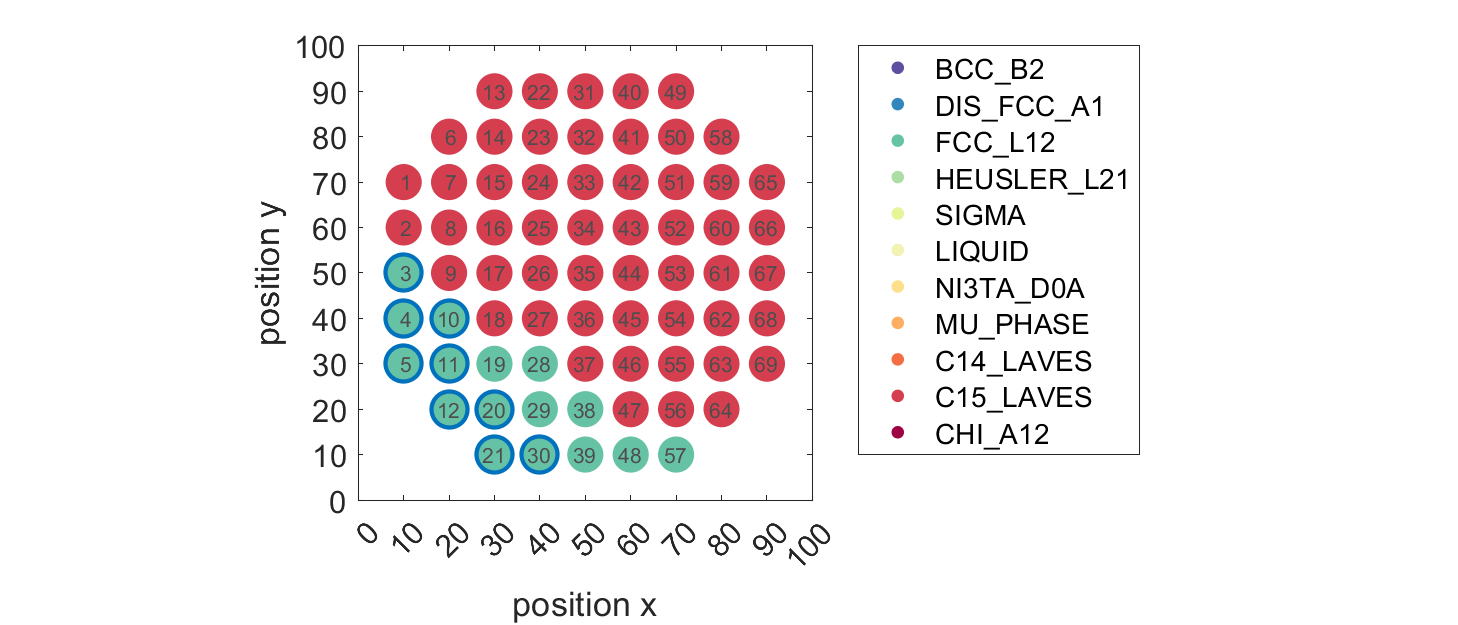 100
90
80
70
60
50
40
30
20
10
0
position y
13 22 31 40 49
6 14 23 32 41 50 58
1 7 15 24 33 42 51 59 65
2 8 16 25 34 43 52 60 66
3 9 17 26 35 44 53 61 67
4 10 18 27 36 45 54 62 68
5 11 19 28 37 46 55 63 69
12 20 29 38 47 56 64
21 30 39 48 57
0 10 20 30 40 50 60 70 80 90 100
position x
BCC_B2
DIS_FCC_A1
FCC_L12
HEUSLER_L21
SIGMA
LIQUID
NI3TA_D0A
MU_PHASE
C14_LAVES
C15_LAVES
CHI_A12